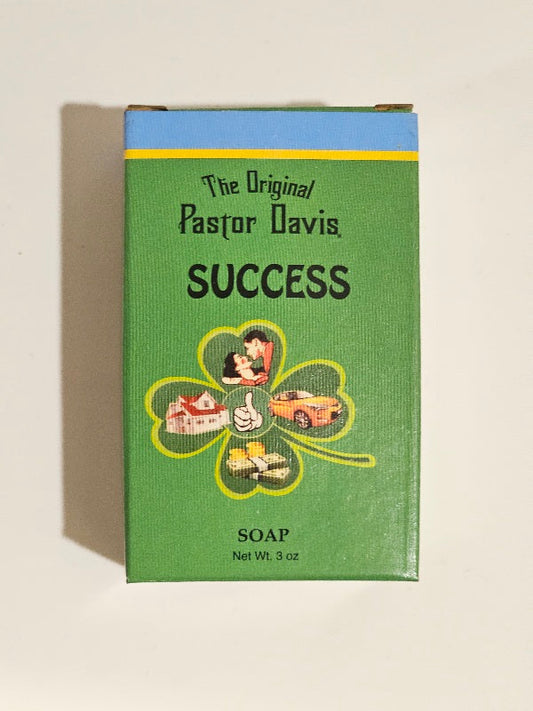 The Original
Pastor Davis
SUCCESS
SOAP
Net Wt. 3 oz